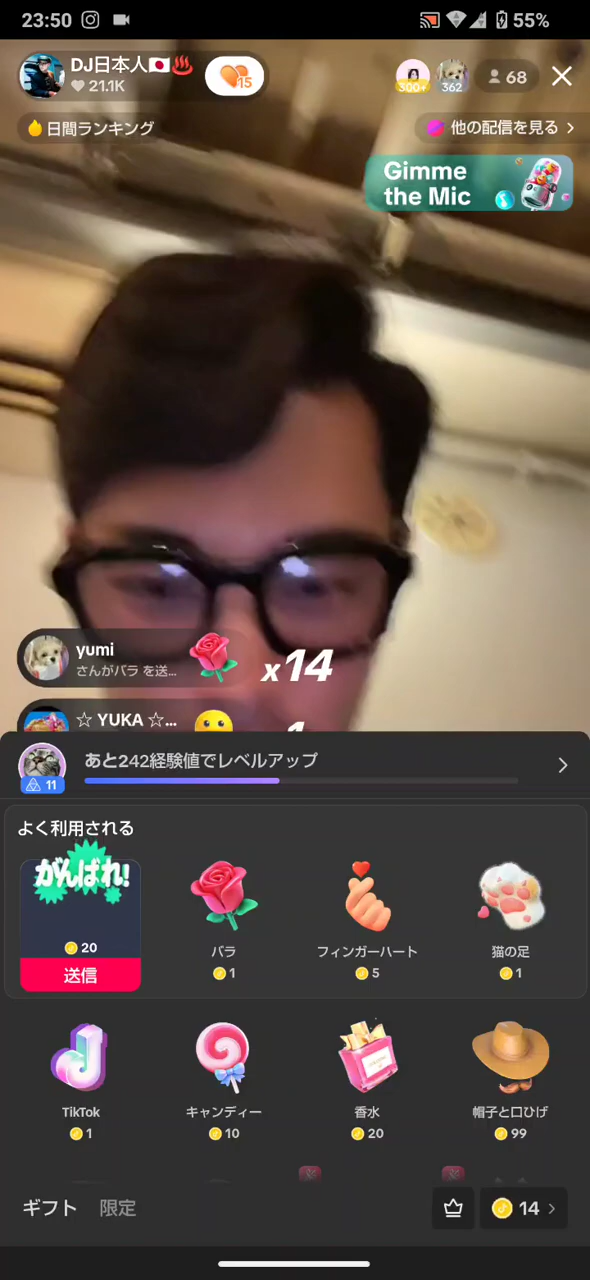 23:50
55%
DJ日本人🇯🇵♨️
21.1K
15
300+
362
68
日間ランキング
他の配信を見る
Gimme
the Mic
yumi
さんがバラ を送...
x14
☆ YUKA ☆...
あと242経験値でレベルアップ
11
よく利用される
がんばれ!
20
送信
バラ
1
フィンガーハート
5
猫の足
1
TikTok
1
キャンディー
10
香水
20
帽子と口ひげ
99
ギフト
限定
14